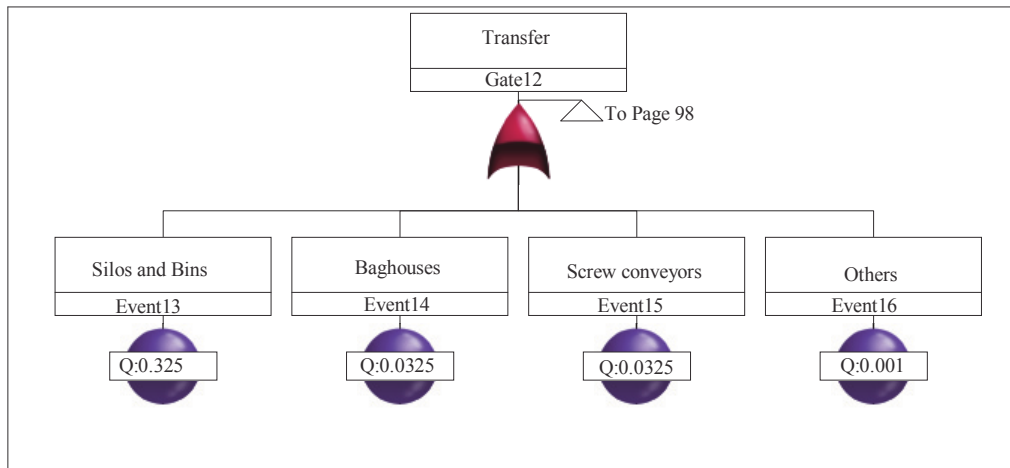 Transfer
Gate12
To Page 98
Silos and Bins
Baghouses
Screw conveyors
Others
Event13
Event14
Event15
Event16
Q:0.325
Q:0.0325
Q:0.0325
Q:0.001